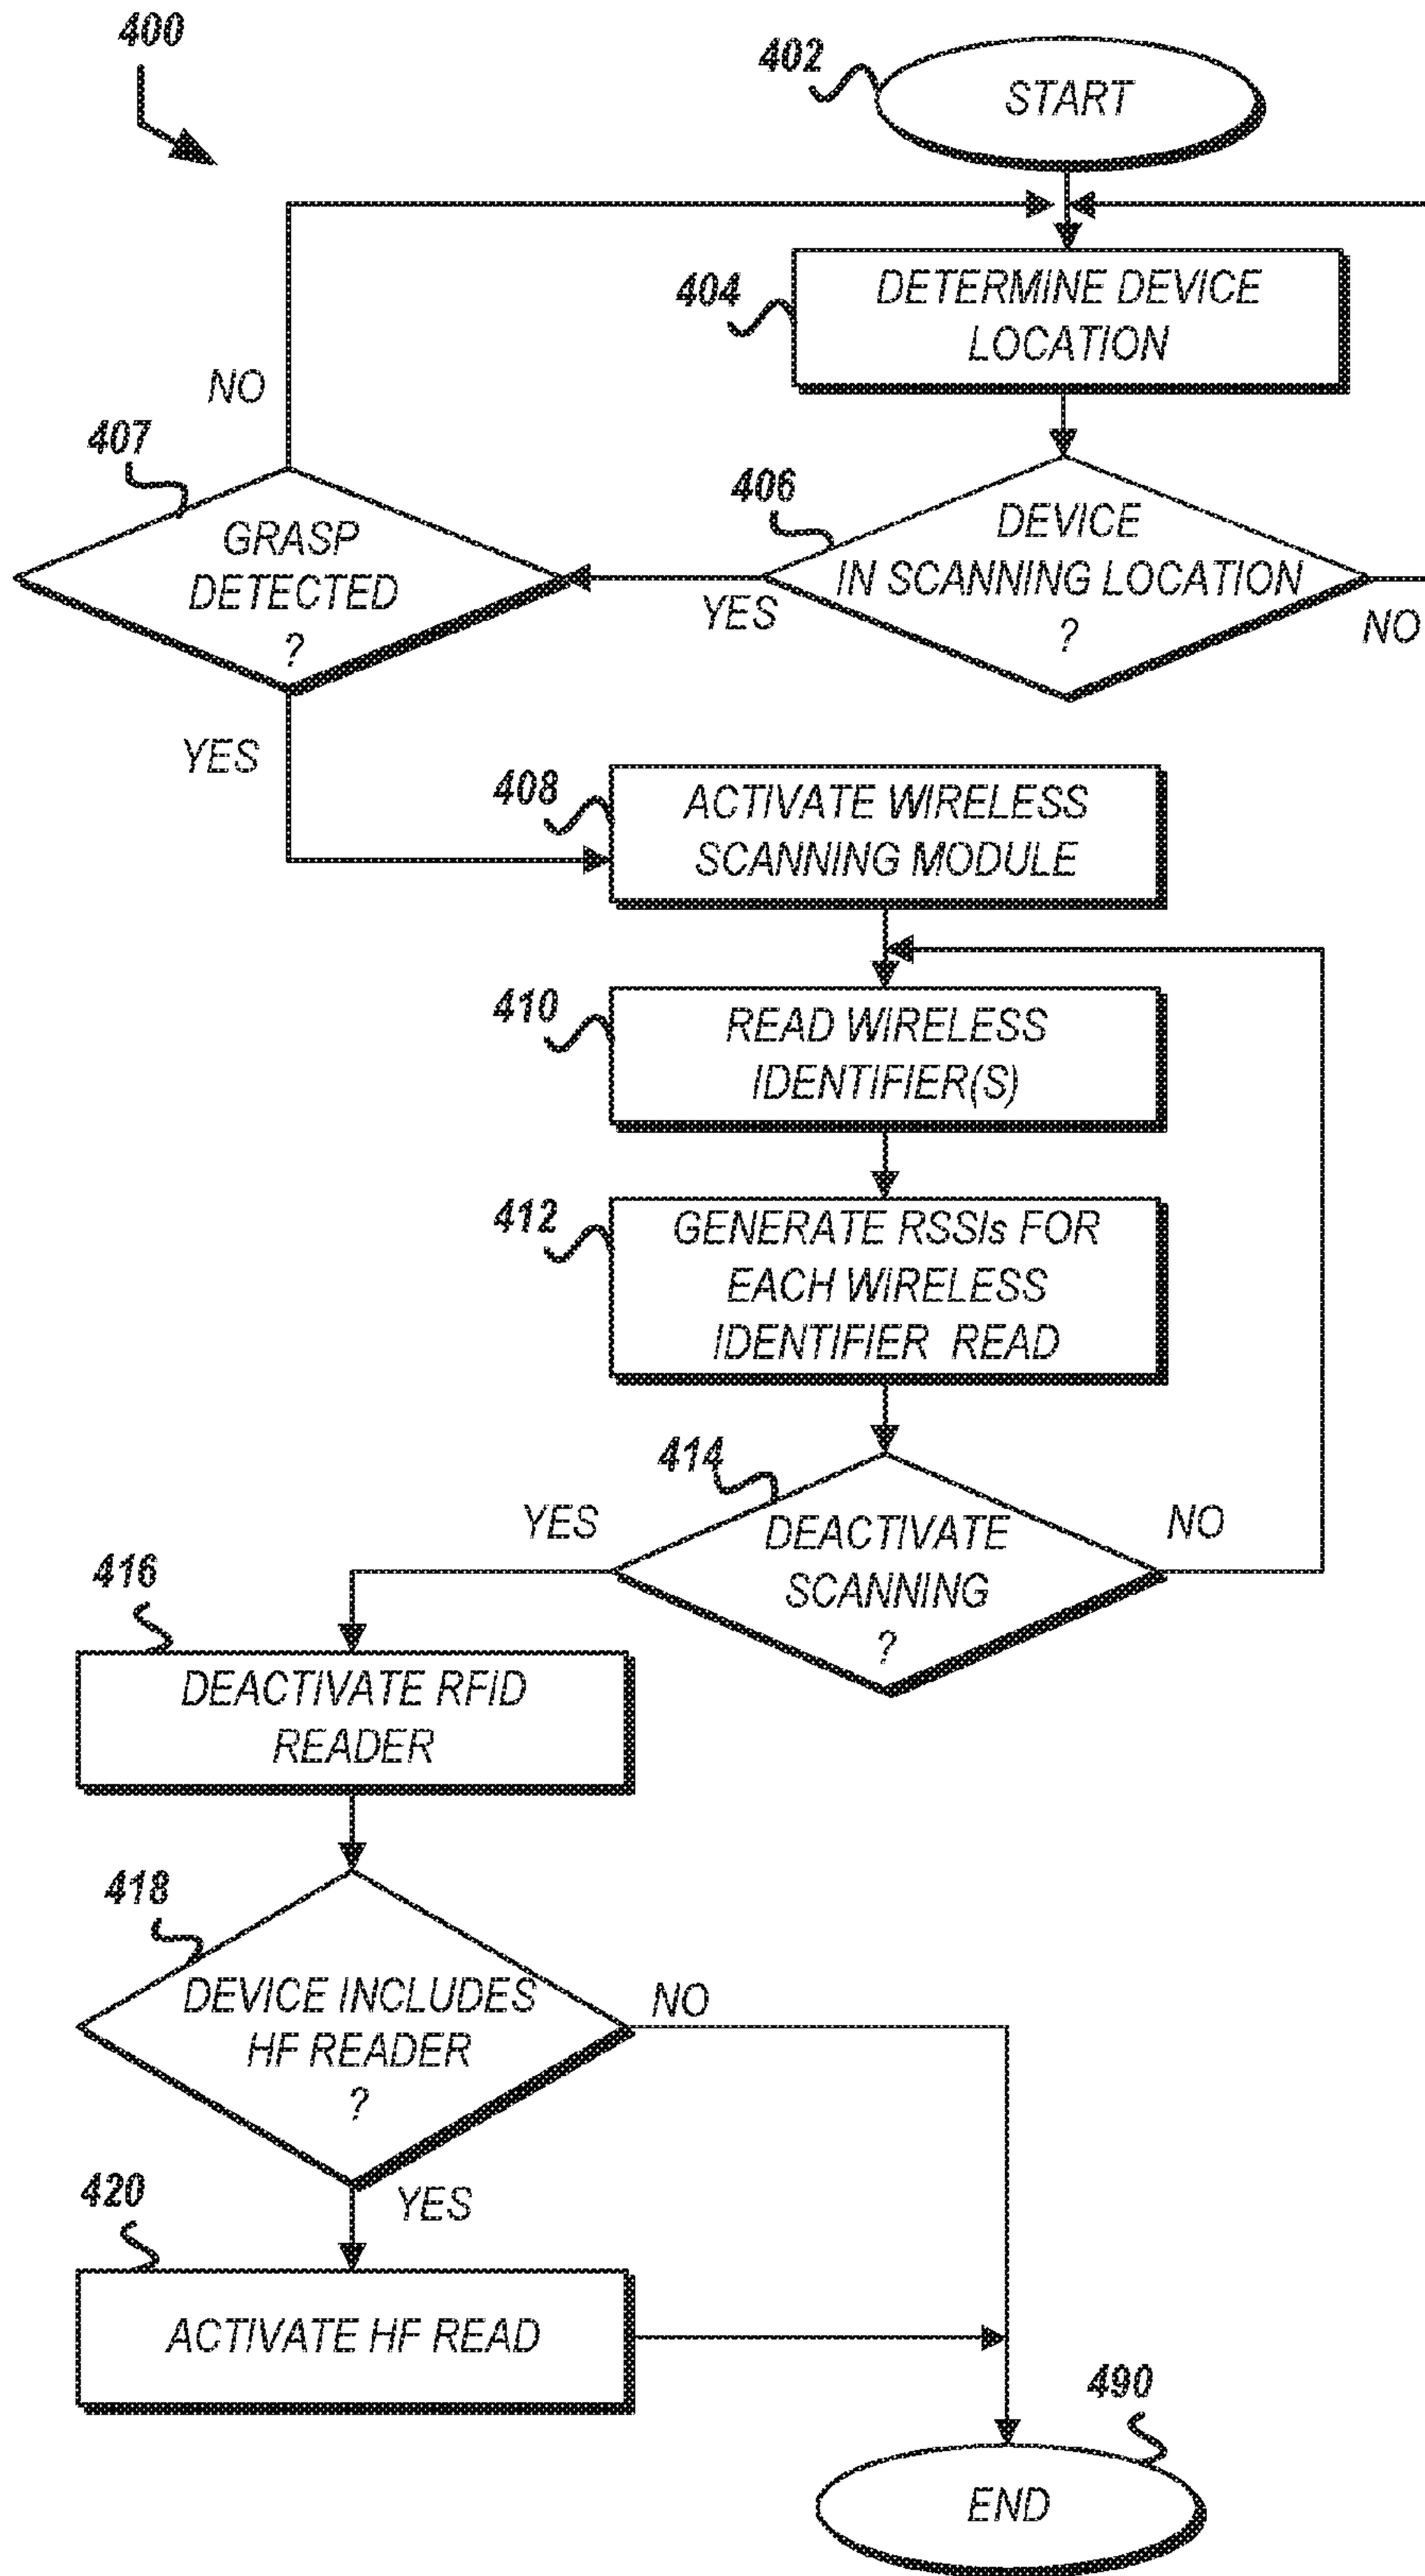 400
402
START
404
DETERMINE DEVICE
LOCATION
NO
407
GRASP
DETECTED
?
406
DEVICE
IN SCANNING LOCATION
?
YES
NO
YES
408
ACTIVATE WIRELESS
SCANNING MODULE
410
READ WIRELESS
IDENTIFIER(S)
412
GENERATE RSSIs FOR
EACH WIRELESS
IDENTIFIER READ
414
DEACTIVATE
SCANNING
?
YES
NO
416
DEACTIVATE RFID
READER
418
DEVICE INCLUDES
HF READER
?
NO
YES
420
ACTIVATE HF READ
490
END